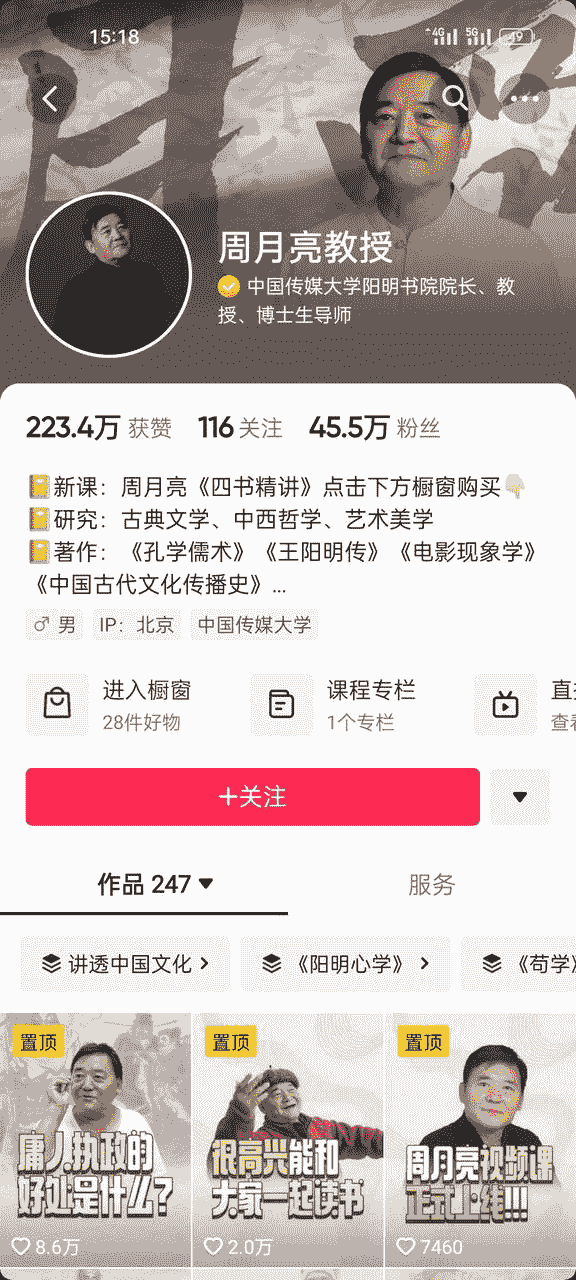 15:18
4G 5G 49
周月亮教授
中国传媒大学阳明书院院长、教
授、博士生导师
223.4万 获赞 116 关注 45.5万 粉丝
新课：周月亮《四书精讲》点击下方橱窗购买
研究：古典文学、中西哲学、艺术美学
著作：《孔学儒术》《王阳明传》《电影现象学》
《中国古代文化传播史》...
男 IP：北京 中国传媒大学
进入橱窗 课程专栏
28件好物 1个专栏 查看
+关注
作品 247 服务
讲透中国文化 《阳明心学》 《荀学》
置顶 置顶 置顶
庸人执政的 很高兴能和 周月亮视频课
好处是什么? 大家一起读书 正式上线!!!
8.6万 2.0万 7460